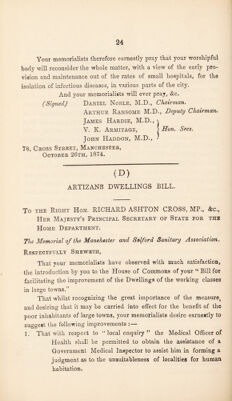 24
Your memorialists therefore earnestly pray that your worshipful
body will reconsider the whole matter, with a view of the early pro-
vision and maintenance out of the rates of small hospitals, for the
isolation of infectious diseases, in various parts of the city.
And your memorialists will ever pray, &c.
(Signed) DANIEL NOBLE, M.D., Chairman.
ARTHUR RANSOME M.D., Deputy Chairman.
JAMES HARDIE, M.D.,
V. K. ARMITAGE, } Hon. Secs.
JOHN HADDON, M.D.,
78, CROSS STREET, MANCHESTER,
OCTOBER 26TH, 1874.
(D)
ARTIZANS DWELLINGS BILL.
TO THE RIGHT HON. RICHARD ASHTON CROSS, MP., &c.,
HER MAJESTY'S PRINCIPAL SECRETARY OF STATE FOR THE
HOME DEPARTMENT.
The Memorial of the Manchester and Salford Sanitary Association.
RESPECTFULLY SHEWETH,
That your memorialists have observed with much satisfaction,
the introduction by you to the House of Commons of your "Bill for
facilitating the improvement of the Dwellings of the working classes
in large towns."
That whilst recognizing the great importance of the measure,
and desiring that it may be carried into effect for the benefit of the
poor inhabitants of large towns, your memorialists desire earnestly to
suggest the following improvements:—
1. That with respect to "local enquiry" the Medical Officer of
Health shall be permitted to obtain the assistance of a
Government Medical Inspector to assist him in forming a
judgment as to the unsuitableness of localities for human
habitation.